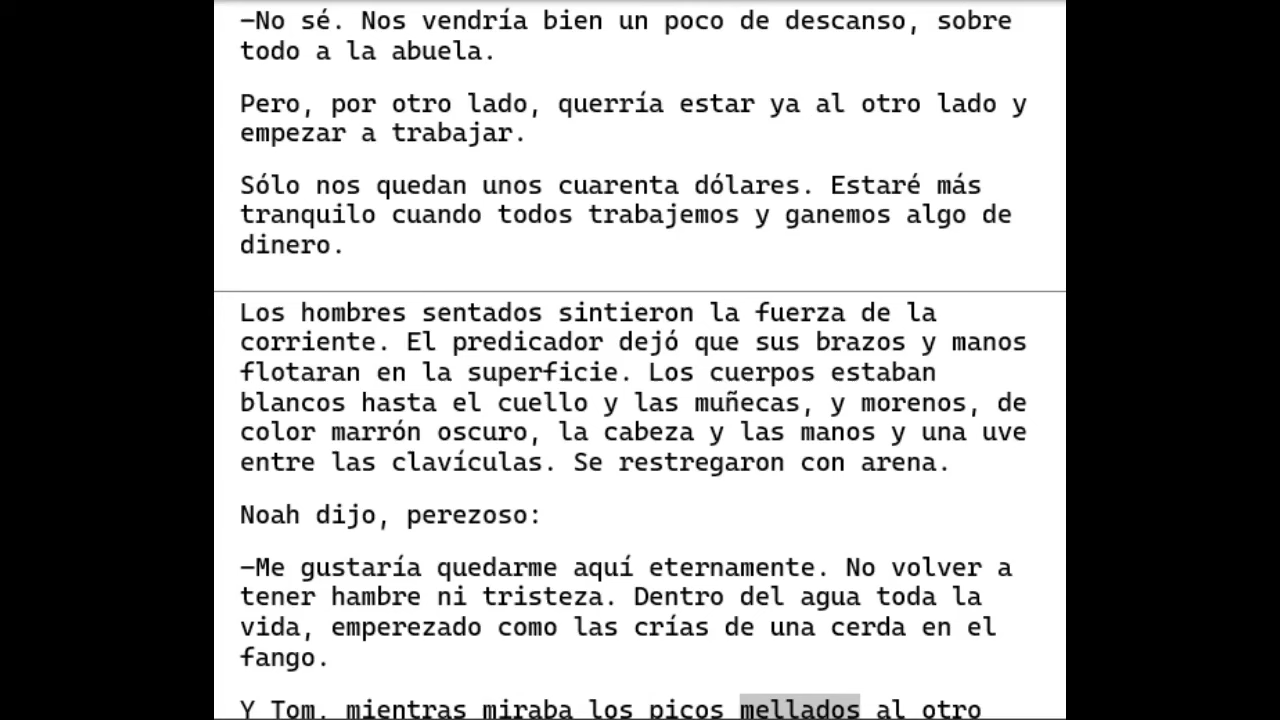 —No sé. Nos vendría bien un poco de descanso, sobre
todo a la abuela.
Pero, por otro lado, querría estar ya al otro lado y
empezar a trabajar.
Sólo nos quedan unos cuarenta dólares. Estaré más
tranquilo cuando todos trabajemos y ganemos algo de
dinero.
Los hombres sentados sintieron la fuerza de la
corriente. El predicador dejó que sus brazos y manos
flotaran en la superficie. Los cuerpos estaban
blancos hasta el cuello y las muñecas, y morenos, de
color marrón oscuro, la cabeza y las manos y una uve
entre las clavículas. Se restregaron con arena.
Noah dijo, perezoso:
—Me gustaría quedarme aquí eternamente. No volver a
tener hambre ni tristeza. Dentro del agua toda la
vida, emperezado como las crías de una cerda en el
fango.
Y Tom, mientras miraba los picos mellados al otro